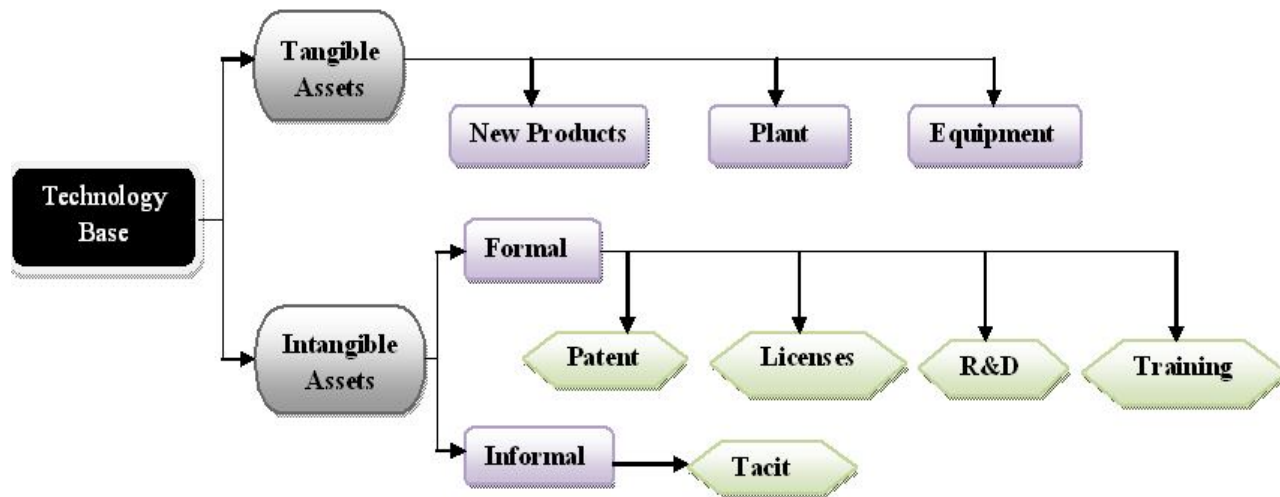 Tangible
Assets
New Products
Plant
Equipment
Technology
Base
Formal
Intangible
Assets
Patent
Licenses
R&D
Training
Informal
Tacit